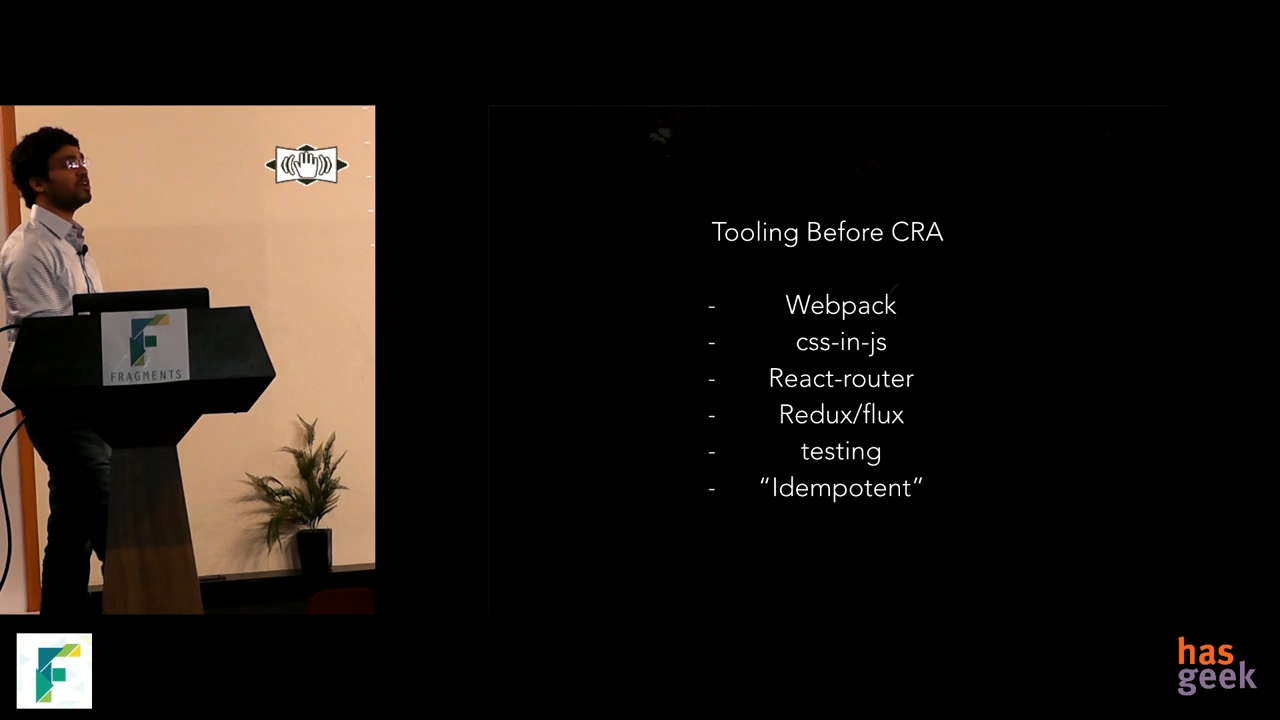 Tooling Before CRA
- Webpack
- css-in-js
- React-router
- Redux/flux
- testing
- “Idempotent“
FRAGMENTS
has
geek